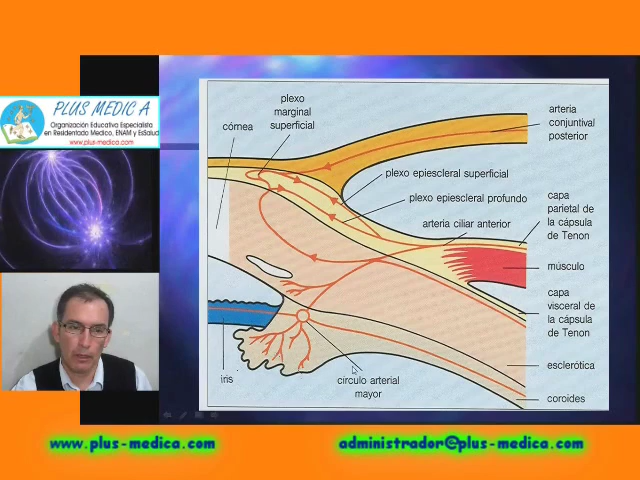 PLUS MEDIC A
Organización Educativa Especialista
en Residentado Medico, ENAM y EsSalud
www.plus-medica.com
plexo
marginal
superficial
córnea
arteria
conjuntival
posterior
plexo epiescleral superficial
plexo epiescleral profundo
arteria ciliar anterior
capa
parietal de
la cápsula
de Tenon
músculo
capa
visceral de
la cápsula
de Tenon
esclerótica
coroides
iris
círculo arterial
mayor
www.plus-medica.com
administrador@plus-medica.com